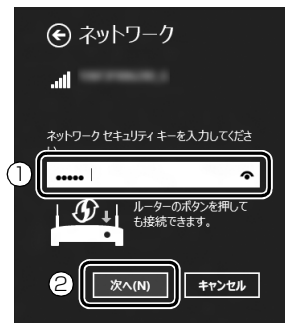 ネットワーク
ネットワーク セキュリティ キーを入力してくださ
い
①
•••••
ルーターのボタンを押して
も接続できます。
②
次へ(N)
キャンセル